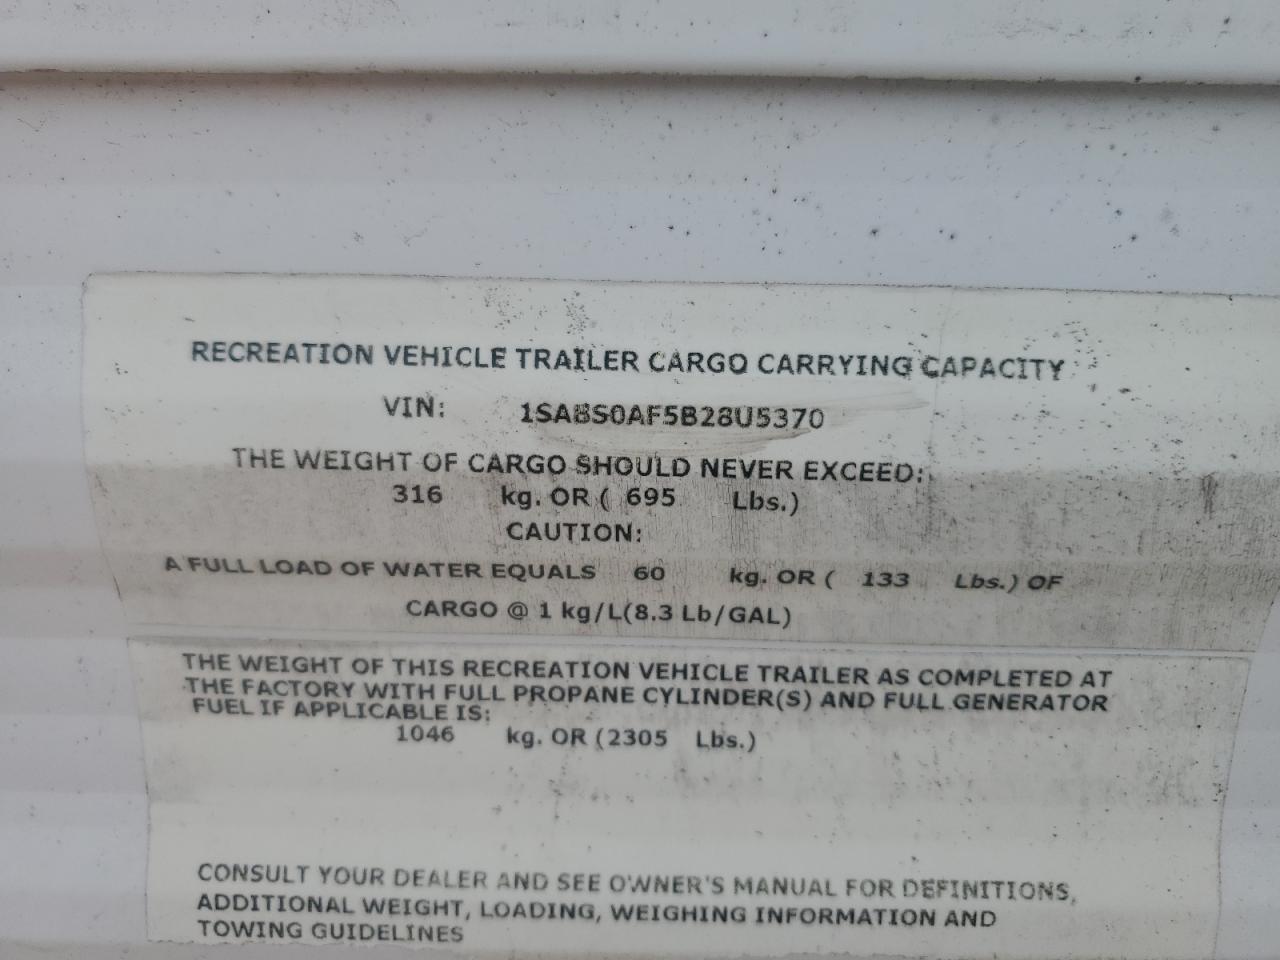 RECREATION VEHICLE TRAILER CARGO CARRYING CAPACITY
VIN: 1SABS0AF5B28U5370
THE WEIGHT OF CARGO SHOULD NEVER EXCEED:
316 kg. OR ( 695 Lbs.)
CAUTION:
A FULL LOAD OF WATER EQUALS 60 kg. OR ( 133 Lbs.) OF
CARGO @ 1 kg/L(8.3 Lb/GAL)
THE WEIGHT OF THIS RECREATION VEHICLE TRAILER AS COMPLETED AT
THE FACTORY WITH FULL PROPANE CYLINDER(S) AND FULL GENERATOR
FUEL IF APPLICABLE IS:
1046 kg. OR (2305 Lbs.)
CONSULT YOUR DEALER AND SEE OWNER'S MANUAL FOR DEFINITIONS,
ADDITIONAL WEIGHT, LOADING, WEIGHING INFORMATION AND
TOWING GUIDELINES